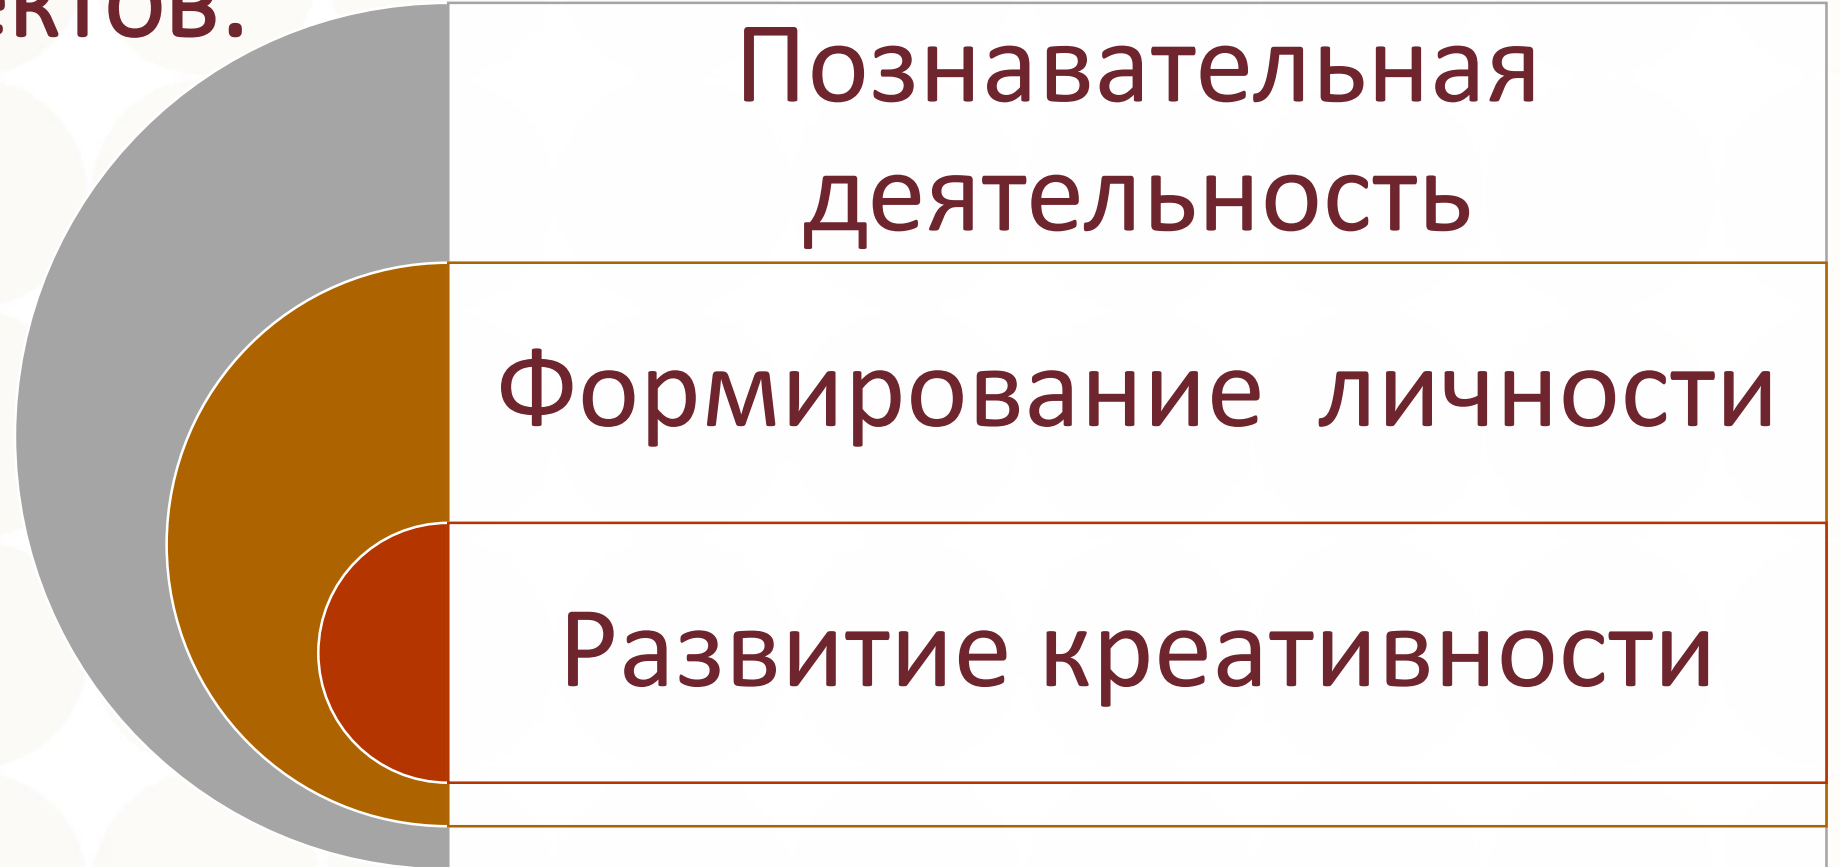 ектов.
Познавательная
деятельность
Формирование  личности
Развитие креативности